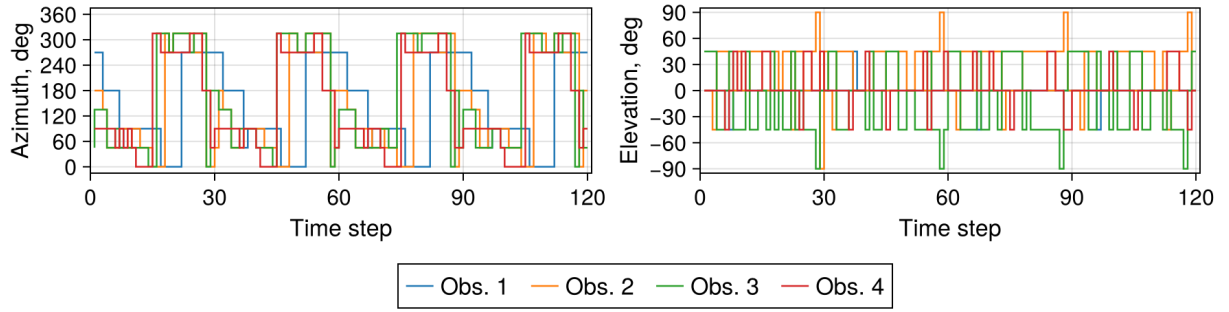 Azimuth, deg
360
300
240
180
120
60
0
0 30 60 90 120
Time step
Elevation, deg
90
60
30
0
−30
−60
−90
0 30 60 90 120
Time step
Obs. 1 Obs. 2 Obs. 3 Obs. 4